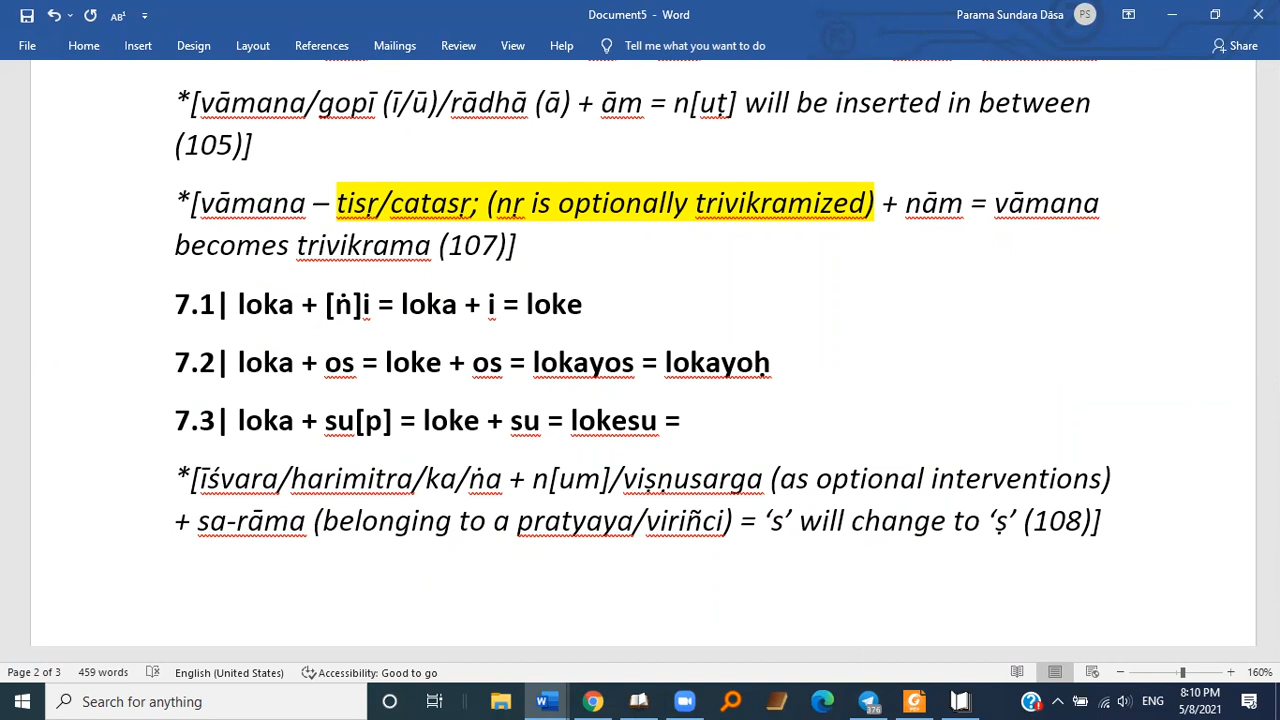 Document5 - Word
Parama Sundara Dāsa PS
File Home Insert Design Layout References Mailings Review View Help Tell me what you want to do Share
*[vāmana/gopī (ī/ū)/rādhā (ā) + ām = n[uṭ] will be inserted in between
(105)]
*[vāmana – tisṛ/catasṛ; (nṛ is optionally trivikramized) + nām = vāmana
becomes trivikrama (107)]
7.1| loka + [ṅ]i = loka + i = loke
7.2| loka + os = loke + os = lokayos = lokayoḥ
7.3| loka + su[p] = loke + su = lokesu =
*[īśvara/harimitra/ka/ṅa + n[um]/viṣṇusarga (as optional interventions)
+ sa-rāma (belonging to a pratyaya/viriñci) = ‘s’ will change to ‘ṣ’ (108)]
Page 2 of 3 459 words English (United States) Accessibility: Good to go 160%
Search for anything 376 ENG 8:10 PM
5/8/2021